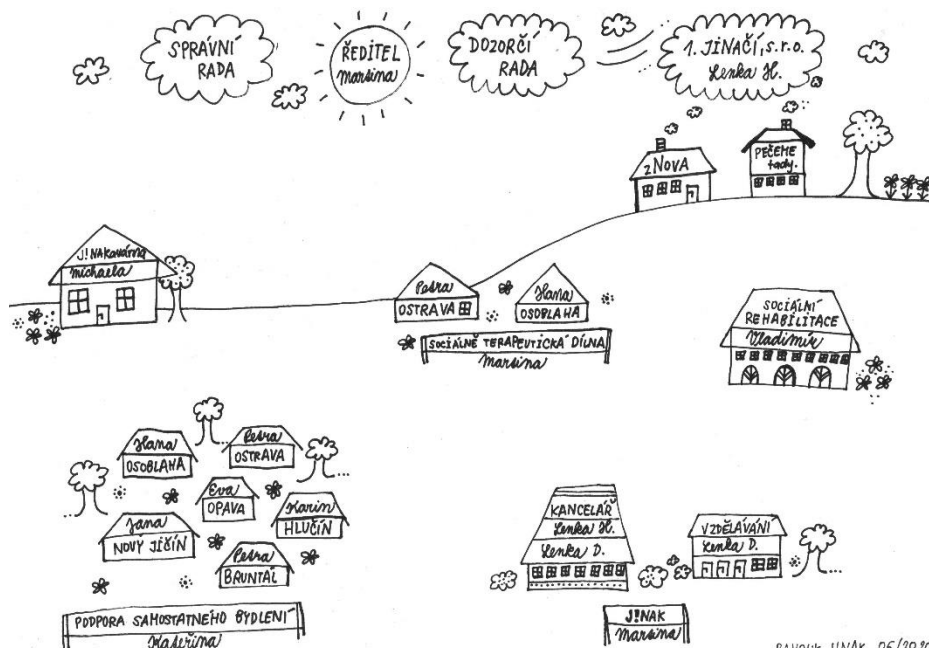 SPRÁVNÍ
RADA
ŘEDITEL
Martina
DOZORČÍ
RADA
1. JINAČÍ, s.r.o.
Lenka H.
zNOVA
PEČEME
tady.
J!NAKavárna
Michaela
Petra
OSTRAVA
Hana
OSOBLAHA
SOCIÁLNĚ TERAPEUTICKÁ DÍLNA
Martina
SOCIÁLNÍ
REHABILITACE
Vladimír
Hana
OSOBLAHA
Petra
OSTRAVA
Eva
OPAVA
Karin
HLUČÍN
Jana
NOVÝ JIČÍN
Petra
BRUNTÁL
PODPORA SAMOSTATNÉHO BYDLENÍ
Kateřina
KANCELÁŘ
Lenka H.
Lenka D.
VZDĚLÁVÁNÍ
Lenka D.
J!NAK
Martina